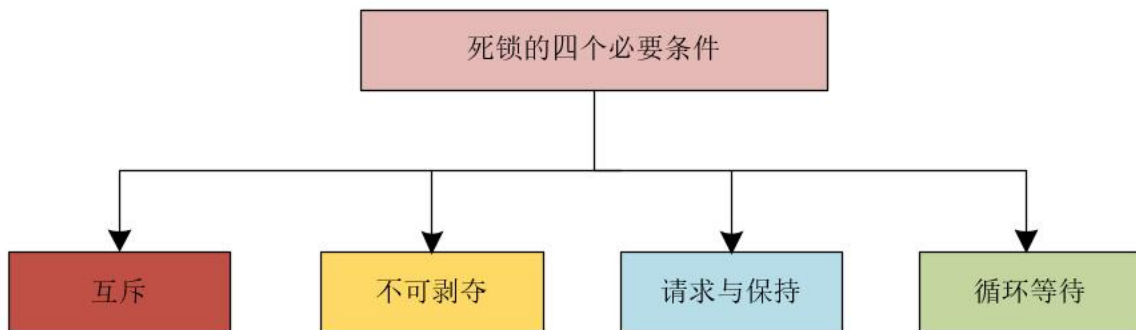 死锁的四个必要条件
互斥
不可剥夺
请求与保持
循环等待